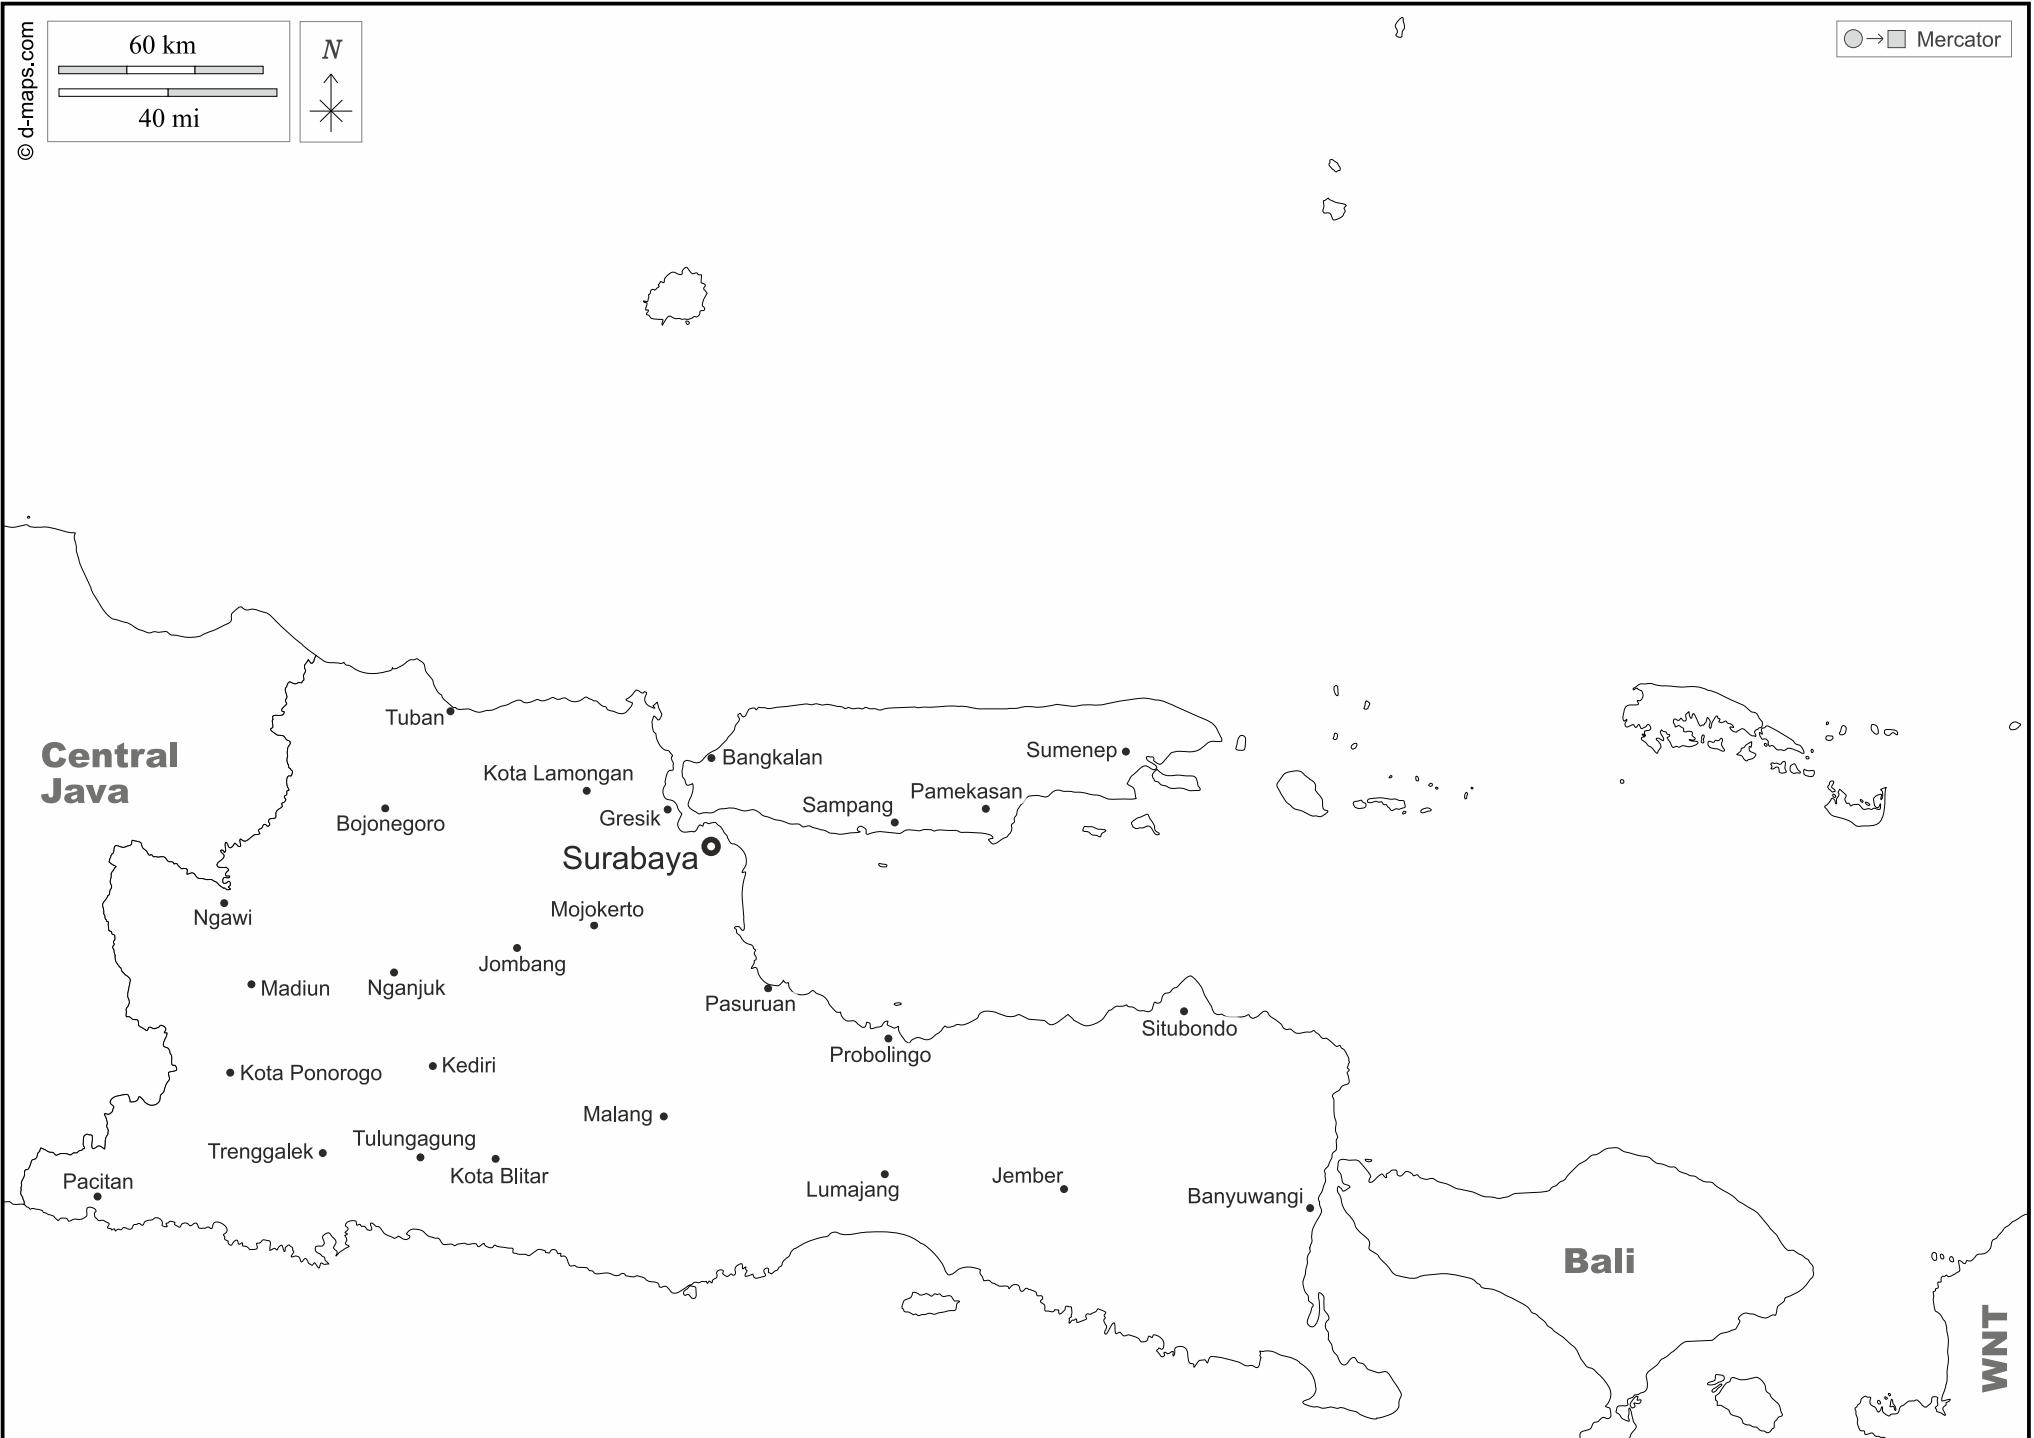 © d-maps.com
60 km
40 mi
N
Mercator
Tuban
Central
Java
Bangkalan
Sumenep
Kota Lamongan
Pamekasan
Sampang
Gresik
Bojonegoro
Surabaya
Ngawi
Mojokerto
Jombang
Madiun
Nganjuk
Pasuruan
Situbondo
Probolingo
Kota Ponorogo
Kediri
Malang
Trenggalek
Tulungagung
Kota Blitar
Pacitan
Lumajang
Jember
Banyuwangi
Bali
WNT